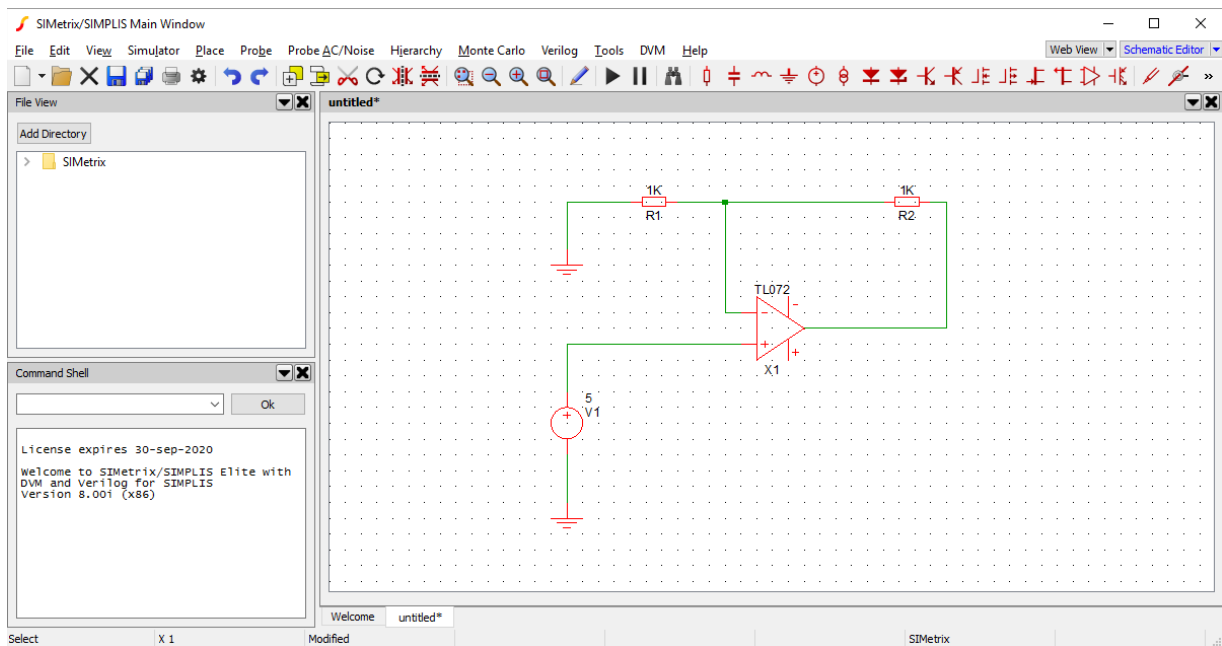 SIMetrix/SIMPLIS Main Window
File Edit View Simulator Place Probe Probe AC/Noise Hierarchy Monte Carlo Verilog Tools DVM Help Web View Schematic Editor
File View
untitled*
Add Directory
SIMetrix
1K
R1
1K
R2
TL072
-
-
+
+
X1
5
+
V1
Command Shell
Ok
License expires 30-sep-2020
Welcome to SIMetrix/SIMPLIS Elite with
DVM and Verilog for SIMPLIS
Version 8.00i (x86)
Welcome untitled*
Select X 1 Modified SIMetrix